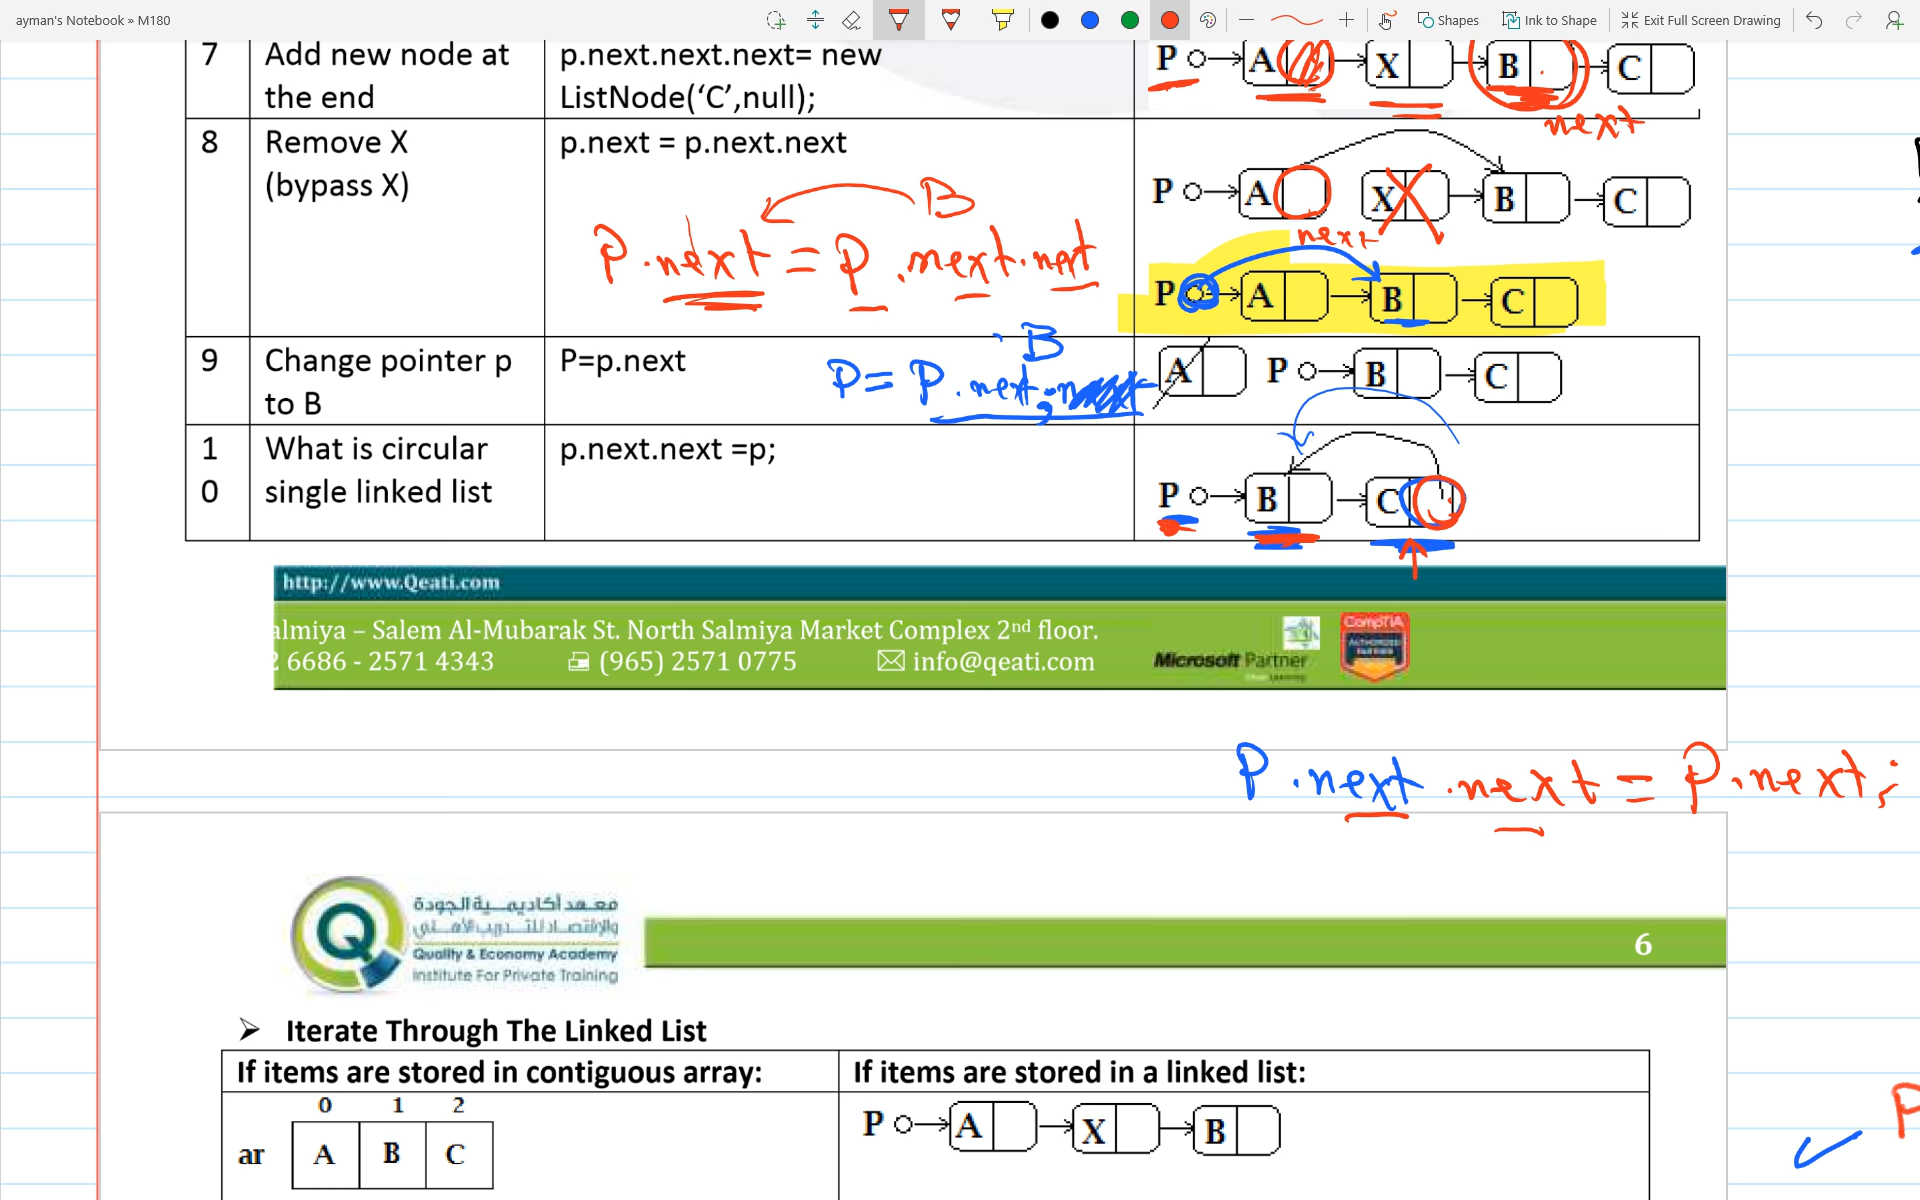 ayman's Notebook » M180
Shapes
Ink to Shape
Exit Full Screen Drawing
7 Add new node at the end
p.next.next.next= new ListNode(‘C’,null);
P A X B C
next
8 Remove X (bypass X)
p.next = p.next.next
P A X B C
B
P.next = P.next.next
next
P A B C
9 Change pointer p to B
P=p.next
B
P = P.next;
A P B C
10 What is circular single linked list
p.next.next =p;
P B C
http://www.Qeati.com
almiya – Salem Al-Mubarak St. North Salmiya Market Complex 2nd floor.
2 6686 - 2571 4343 (965) 2571 0775 info@qeati.com
Microsoft Partner
CompTIA
AUTHORIZED
PARTNER
P.next.next = P.next;
معهد أكاديمية الجودة
والإقتصاد للتدريب الأهلي
Quality & Economy Academy
Institute For Private Training
6
➢ Iterate Through The Linked List
If items are stored in contiguous array:
If items are stored in a linked list:
0 1 2
ar A B C
P A X B
P